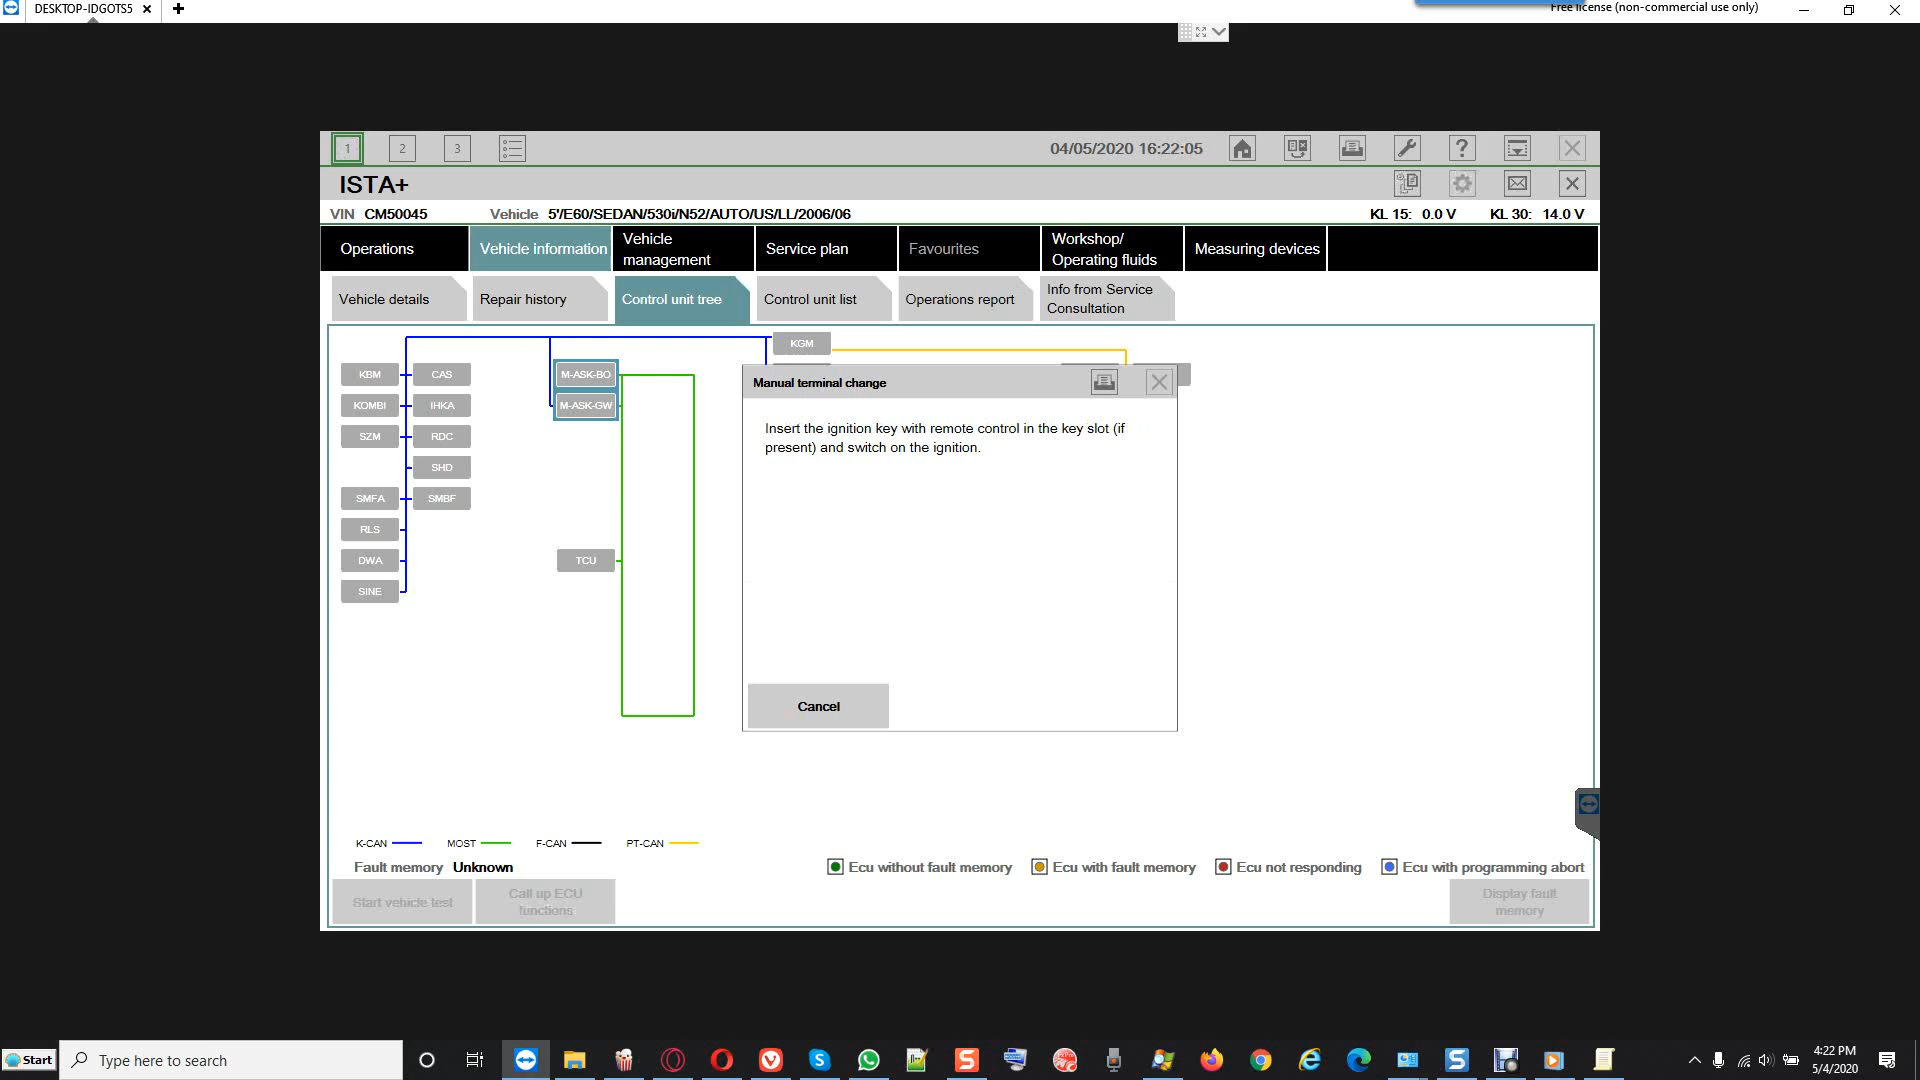 DESKTOP-IDGOTS5
Free license (non-commercial use only)
1
2
3
04/05/2020 16:22:05
ISTA+
VIN CM50045
Vehicle 5'/E60/SEDAN/530i/N52/AUTO/US/LL/2006/06
KL 15: 0.0 V
KL 30: 14.0 V
Operations
Vehicle information
Vehicle
management
Service plan
Favourites
Workshop/
Operating fluids
Measuring devices
Vehicle details
Repair history
Control unit tree
Control unit list
Operations report
Info from Service
Consultation
KGM
KBM
CAS
M-ASK-BO
KOMBI
IHKA
M-ASK-GW
SZM
RDC
SHD
SMFA
SMBF
RLS
DWA
TCU
SINE
Manual terminal change
Insert the ignition key with remote control in the key slot (if
present) and switch on the ignition.
Cancel
K-CAN
MOST
F-CAN
PT-CAN
Fault memory Unknown
Ecu without fault memory
Ecu with fault memory
Ecu not responding
Ecu with programming abort
Start vehicle test
Call up ECU
functions
Display fault
memory
Start
Type here to search
4:22 PM
5/4/2020